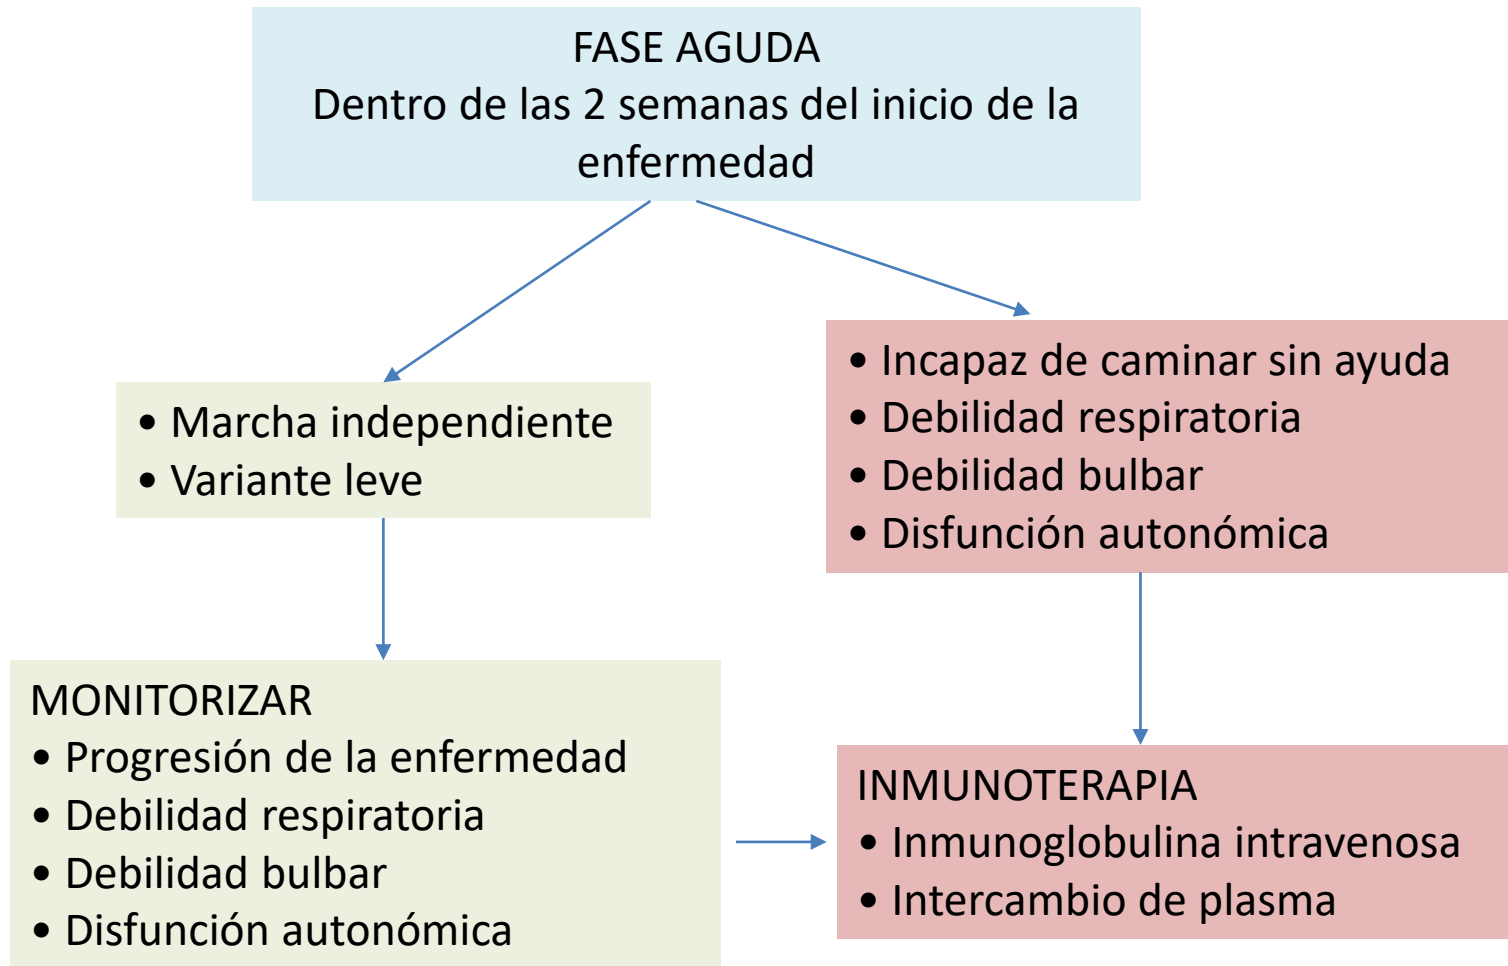 FASE AGUDA
Dentro de las 2 semanas del inicio de la
enfermedad
• Marcha independiente
• Variante leve
• Incapaz de caminar sin ayuda
• Debilidad respiratoria
• Debilidad bulbar
• Disfunción autonómica
MONITORIZAR
• Progresión de la enfermedad
• Debilidad respiratoria
• Debilidad bulbar
• Disfunción autonómica
INMUNOTERAPIA
• Inmunoglobulina intravenosa
• Intercambio de plasma